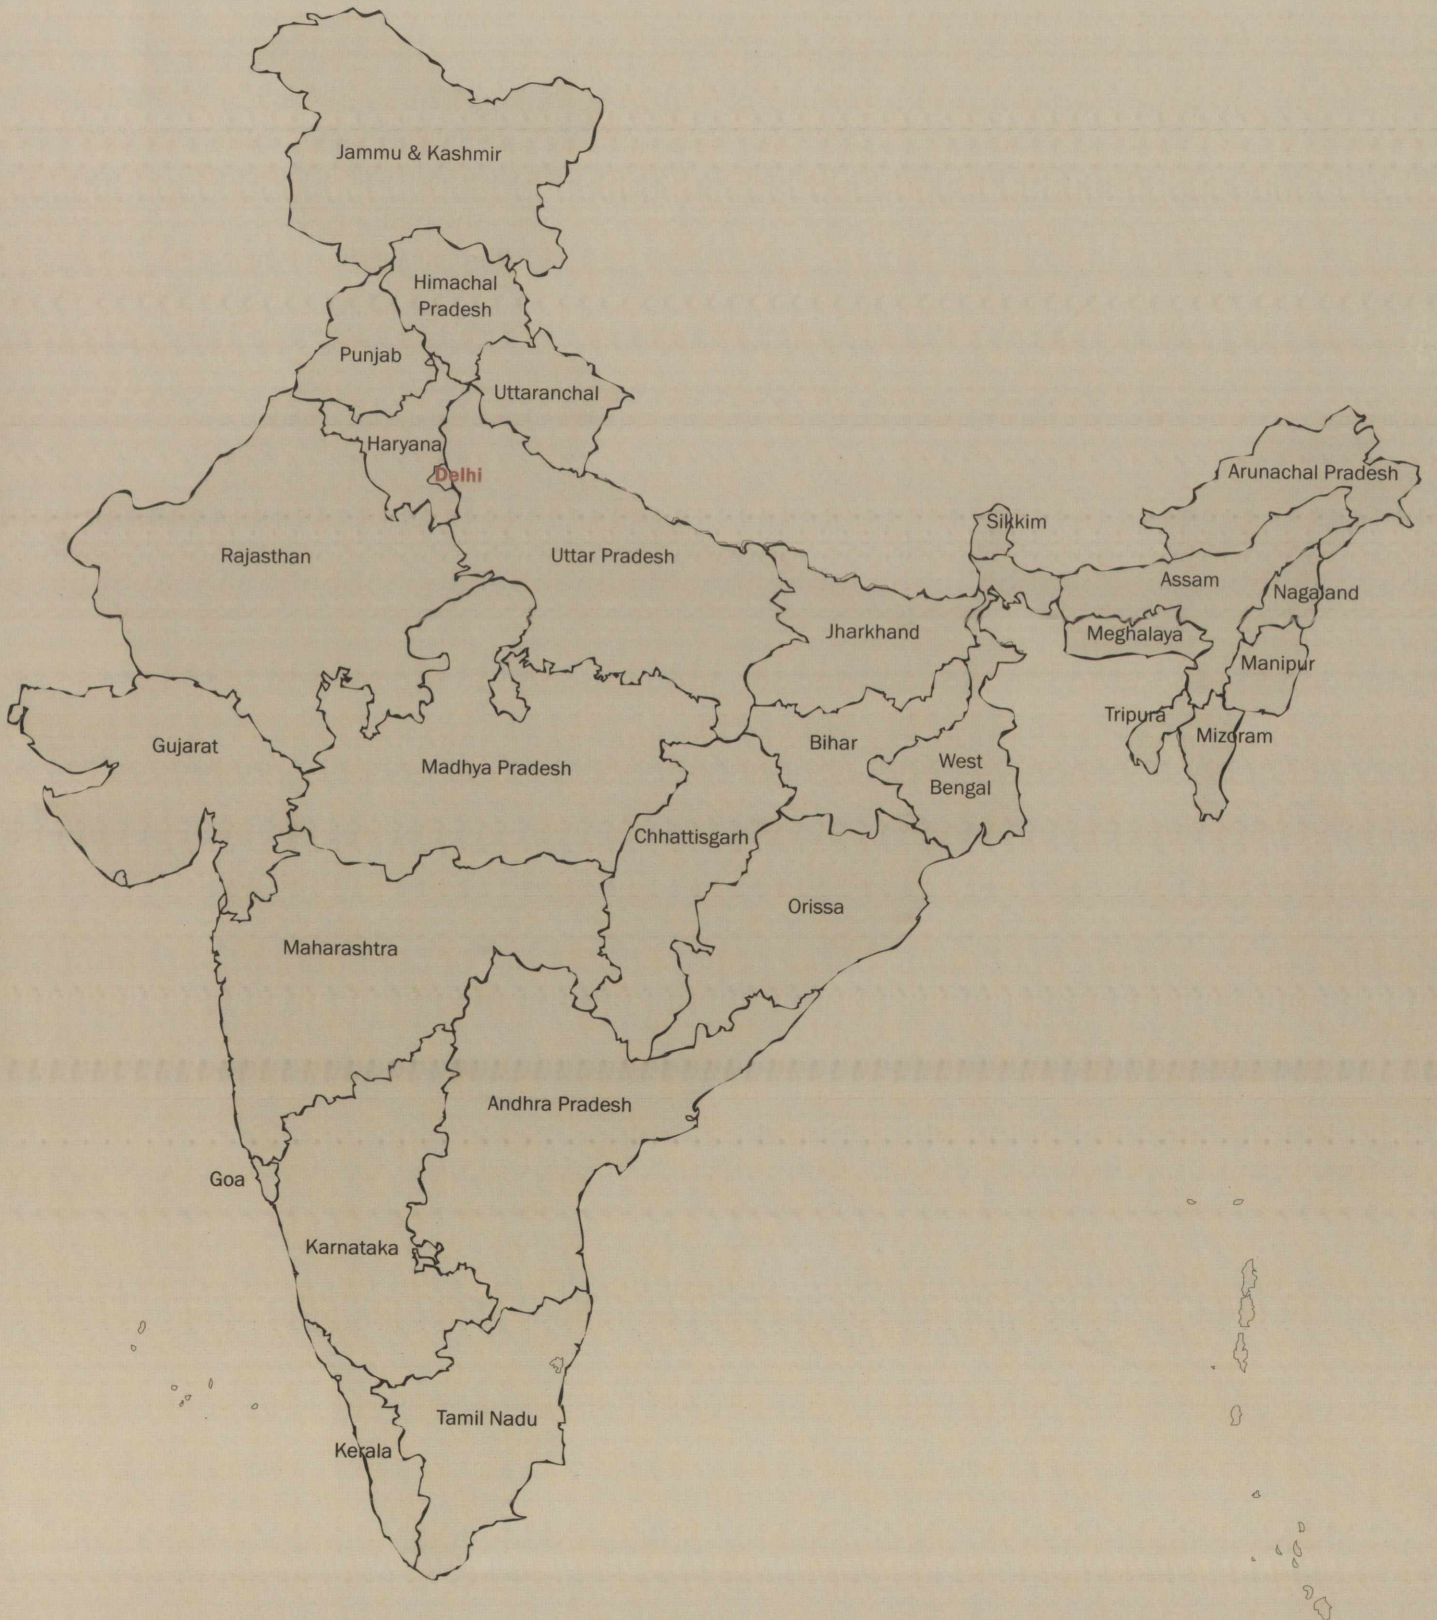 Jammu & Kashmir
Himachal
Pradesh
Punjab
Uttaranchal
Haryana
Delhi
Arunachal Pradesh
Sikkim
Rajasthan
Uttar Pradesh
Assam
Nagaland
Jharkhand
Meghalaya
Manipur
Tripura
Mizoram
Gujarat
Madhya Pradesh
Bihar
West
Bengal
Chhattisgarh
Orissa
Maharashtra
Andhra Pradesh
Goa
Karnataka
Tamil Nadu
Kerala